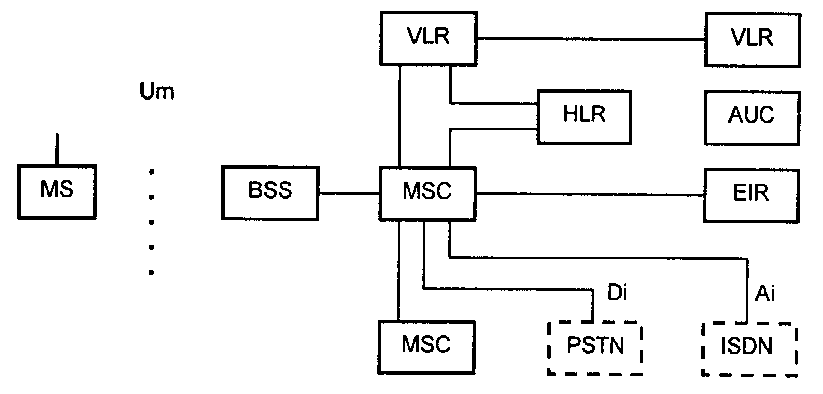 VLR VLR
Um
HLR AUC
MS BSS MSC EIR
Di Ai
MSC PSTN ISDN